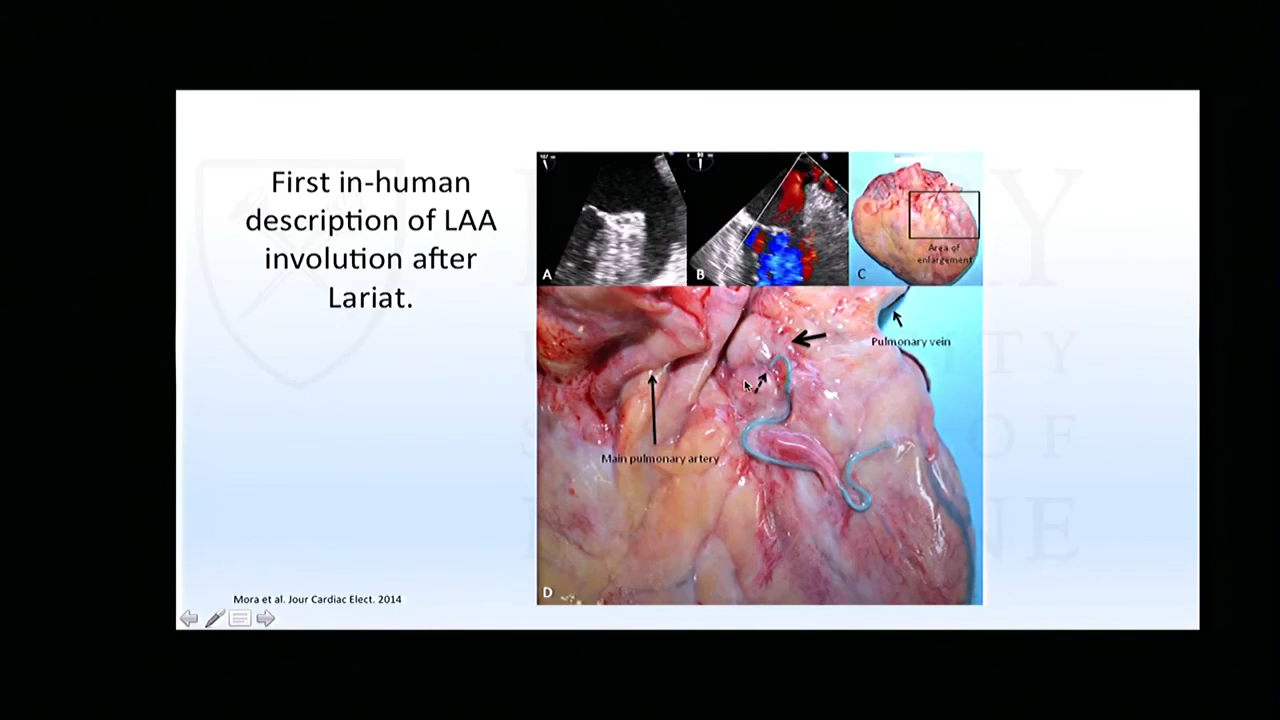 First in-human
description of LAA
involution after
Lariat.
A
B
C
Area of
enlargement
Pulmonary vein
Main pulmonary artery
D
Mora et al. Jour Cardiac Elect. 2014